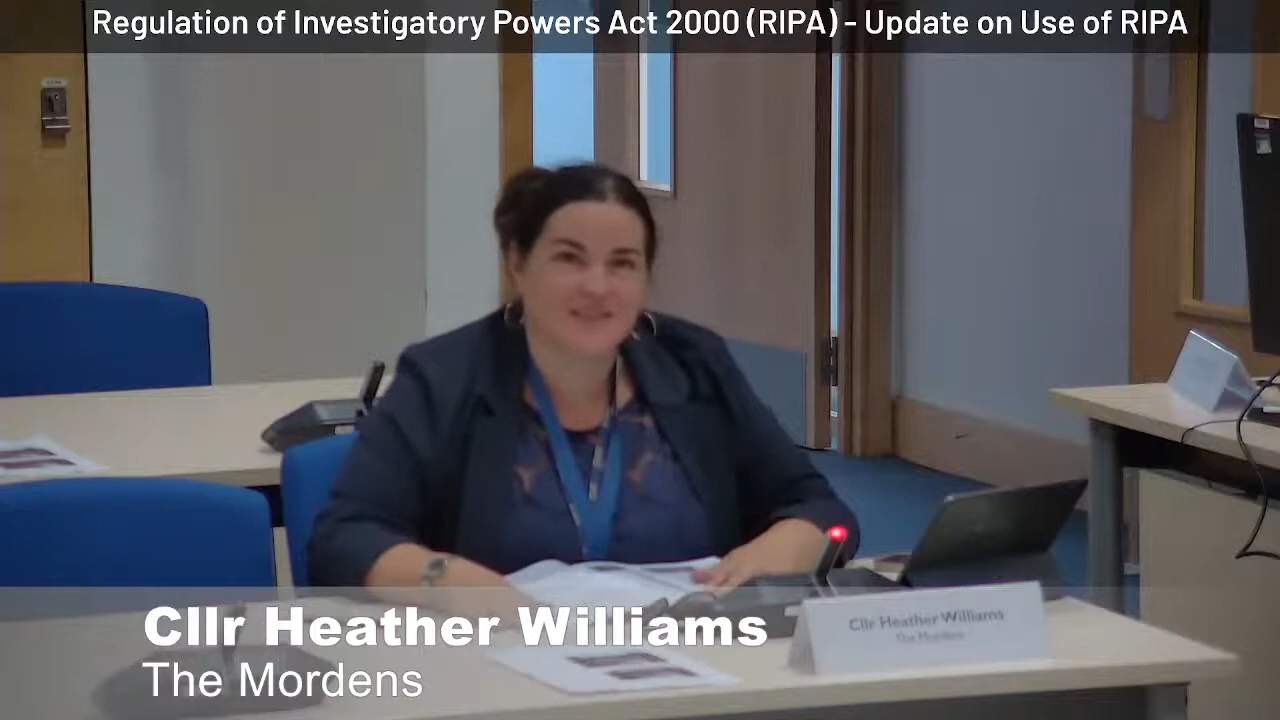 Regulation of Investigatory Powers Act 2000 (RIPA) - Update on Use of RIPA
Cllr Heather Williams
The Mordens
Cllr Heather Williams
The Mordens